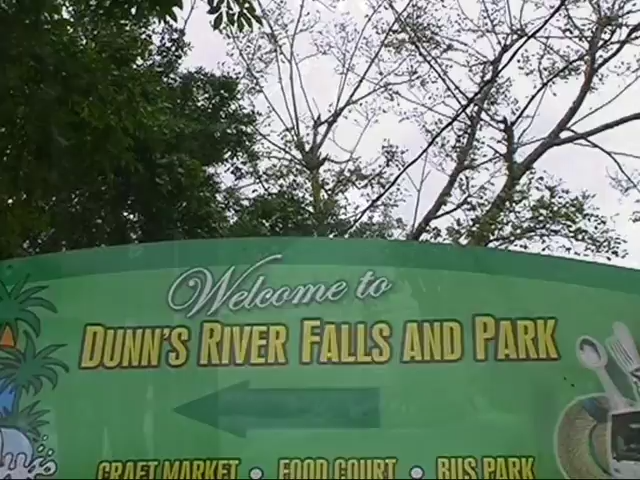 Welcome to
DUNN'S RIVER FALLS AND PARK
CRAFT MARKET • FOOD COURT • BUS PARK